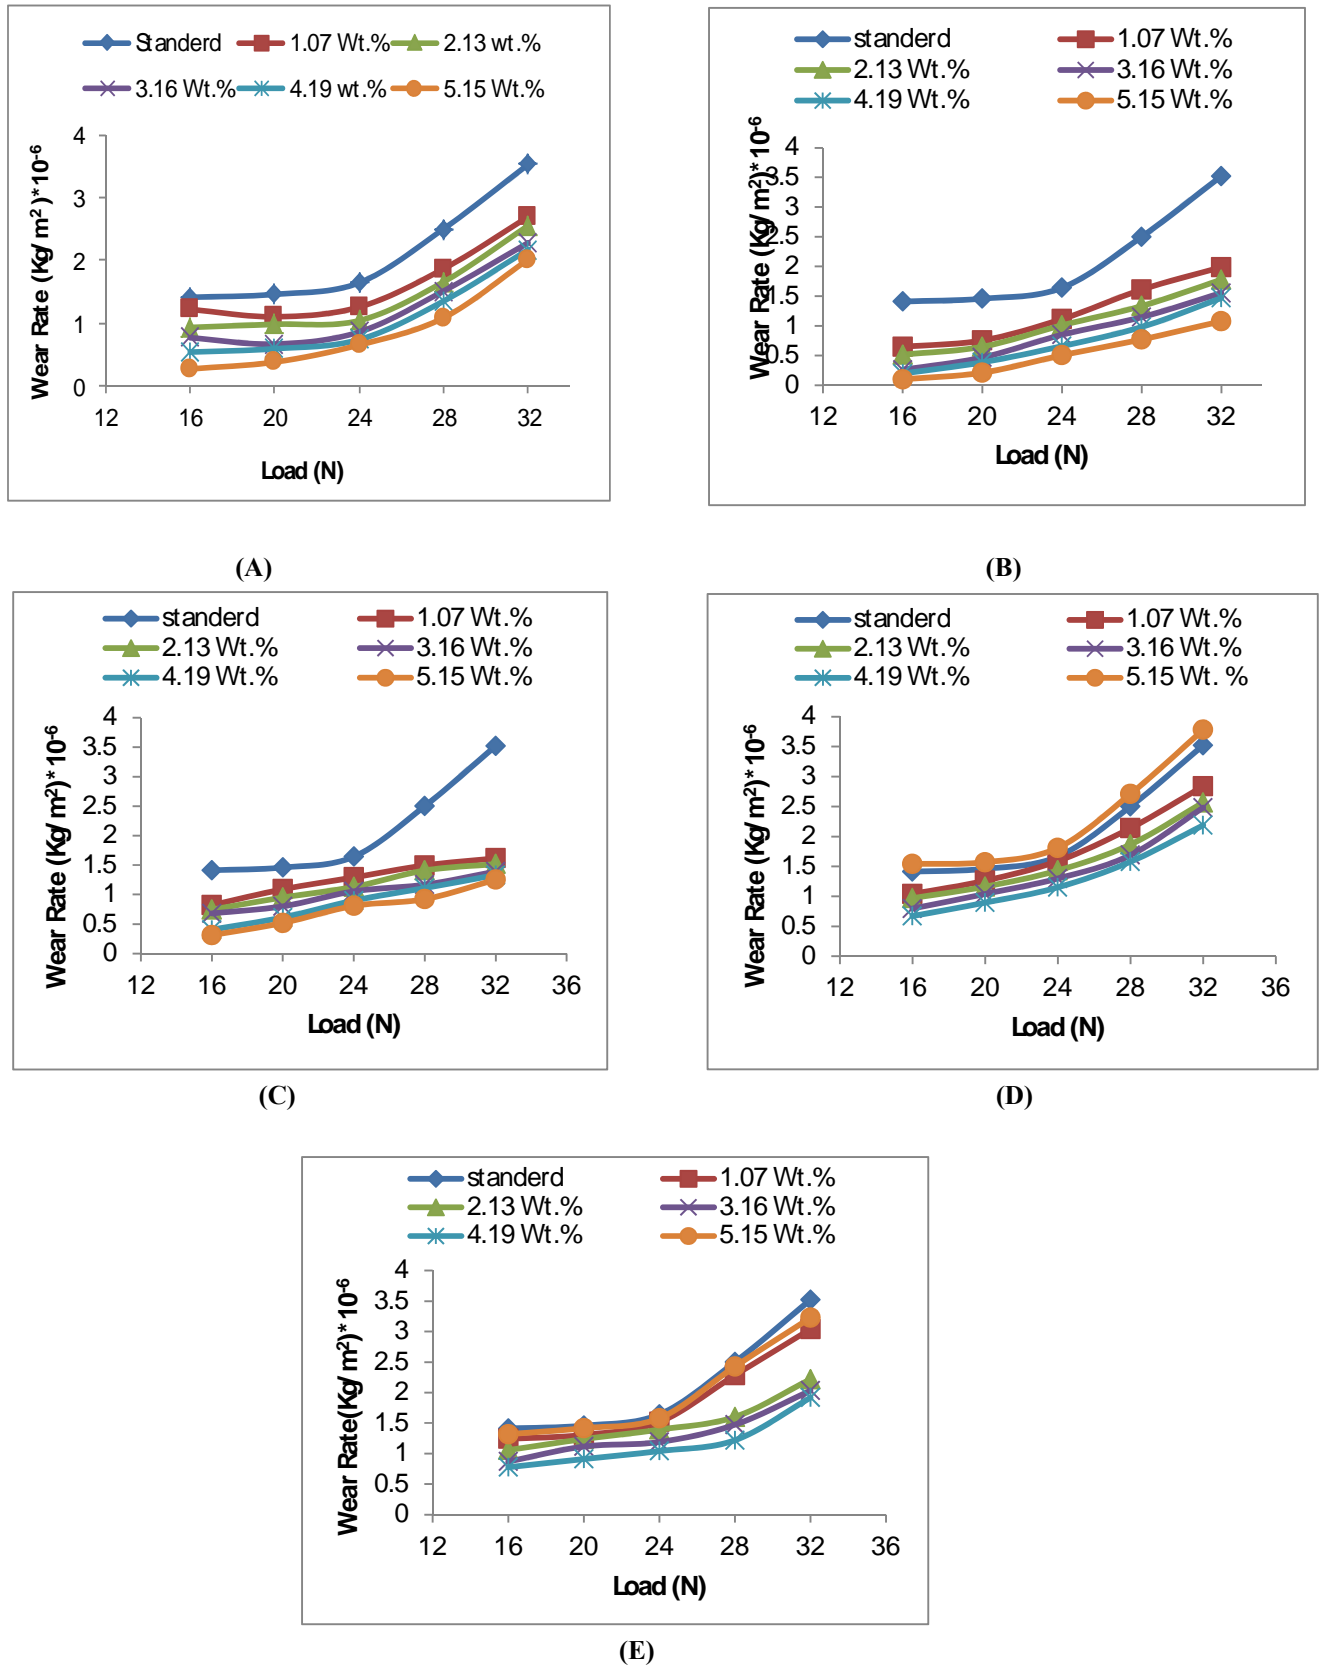 Standerd 1.07 Wt.% 2.13 wt.%
3.16 Wt.% 4.19 wt.% 5.15 Wt.%
Wear Rate (Kg/m²)*10⁻⁶
4
3
2
1
0
12 16 20 24 28 32
Load (N)
(A)
standerd 1.07 Wt.%
2.13 Wt.% 3.16 Wt.%
4.19 Wt.% 5.15 Wt.%
Wear Rate (Kg/m²)*10⁻⁶
4
3.5
3
2.5
2
1.5
1
0.5
0
12 16 20 24 28 32
Load (N)
(B)
standerd 1.07 Wt.%
2.13 Wt.% 3.16 Wt.%
4.19 Wt.% 5.15 Wt.%
Wear Rate (Kg/m²)*10⁻⁶
4
3.5
3
2.5
2
1.5
1
0.5
0
12 16 20 24 28 32 36
Load (N)
(C)
standerd 1.07 Wt.%
2.13 Wt.% 3.16 Wt.%
4.19 Wt.% 5.15 Wt. %
Wear Rate (Kg/m²)*10⁻⁶
4
3.5
3
2.5
2
1.5
1
0.5
0
12 16 20 24 28 32 36
Load (N)
(D)
standerd 1.07 Wt.%
2.13 Wt.% 3.16 Wt.%
4.19 Wt.% 5.15 Wt.%
Wear Rate(Kg/m²)*10⁻⁶
4
3.5
3
2.5
2
1.5
1
0.5
0
12 16 20 24 28 32 36
Load (N)
(E)